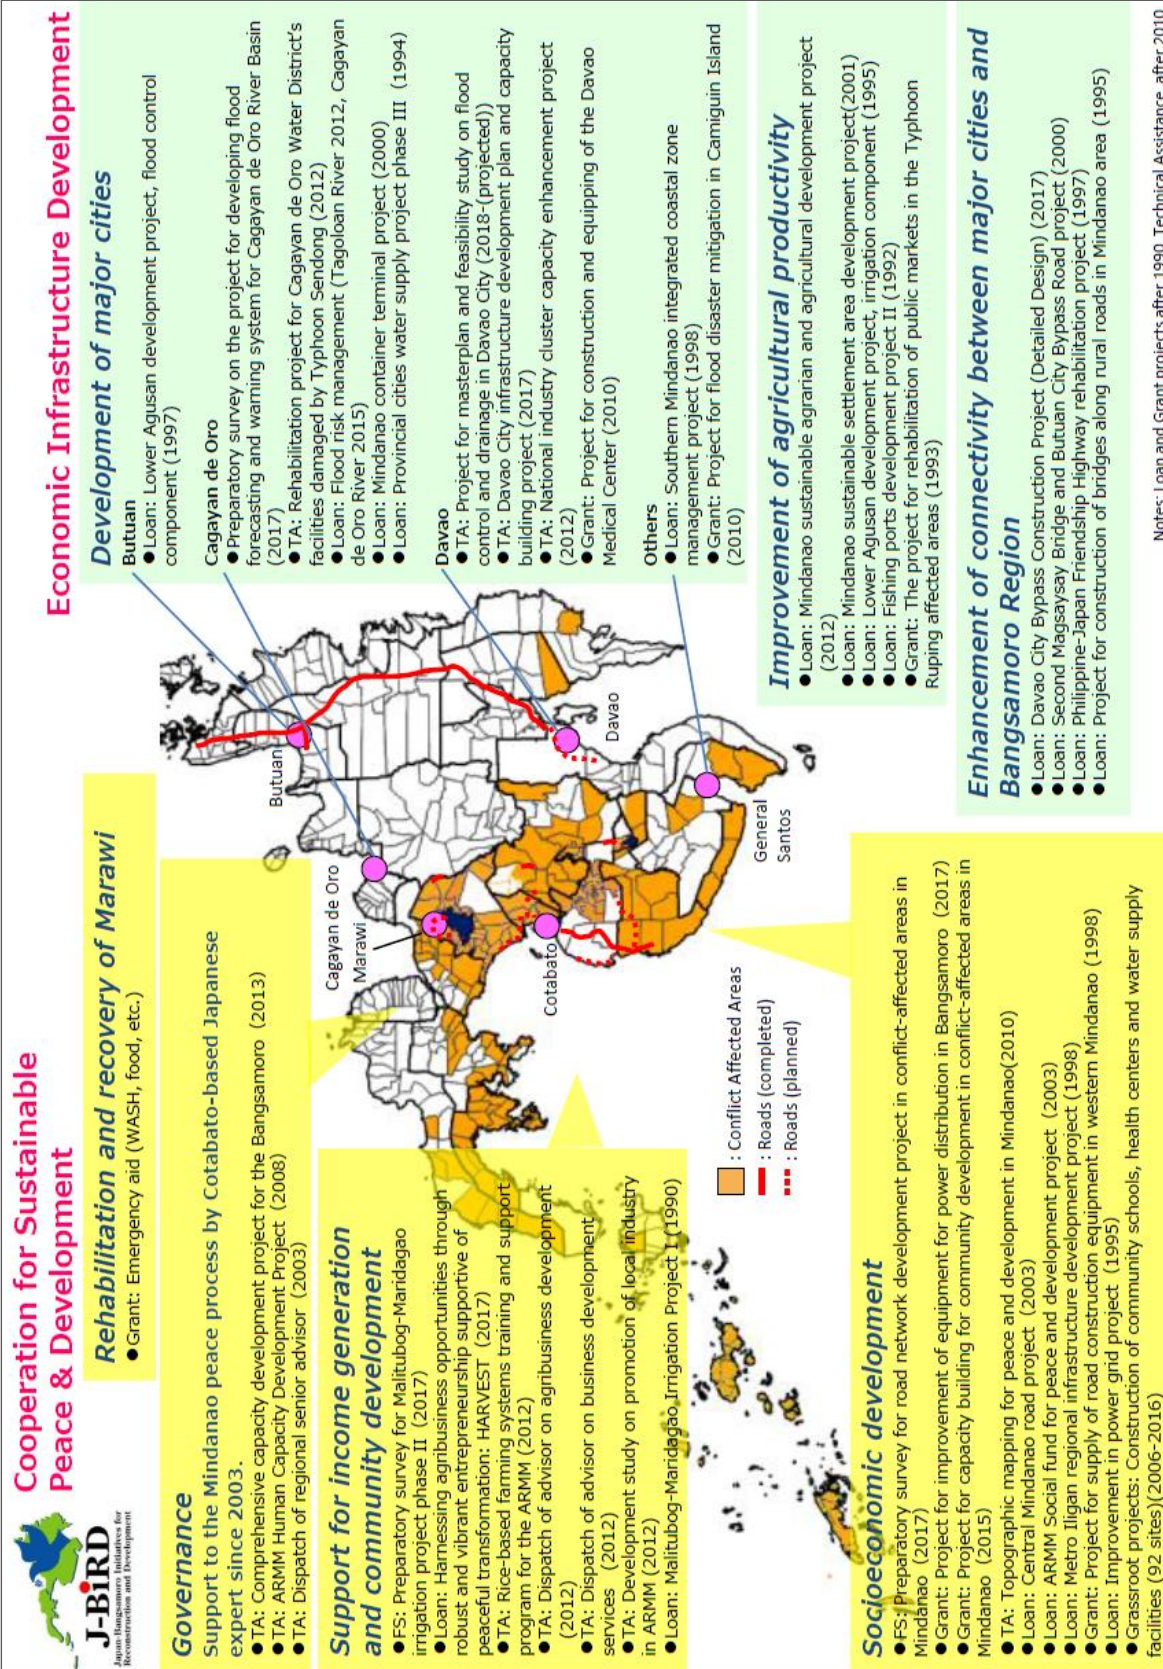 J-BiRD
Japan-Bangsamoro Initiatives for
Reconstruction and Development
Cooperation for Sustainable
Peace & Development
Economic Infrastructure Development
Rehabilitation and recovery of Marawi
●Grant: Emergency aid (WASH, food, etc.)
Governance
Support to the Mindanao peace process by Cotabato-based Japanese
expert since 2003.
●TA: Comprehensive capacity development project for the Bangsamoro (2013)
●TA: ARMM Human Capacity Development Project (2008)
●TA: Dispatch of regional senior advisor (2003)
Support for income generation
and community development
●FS: Preparatory survey for Malitubog-Maridagao
irrigation project phase II (2017)
●Loan: Harnessing agribusiness opportunities through
robust and vibrant entrepreneurship supportive of
peaceful transformation: HARVEST (2017)
●TA: Rice-based farming systems training and support
program for the ARMM (2012)
●TA: Dispatch of advisor on agribusiness development
(2012)
●TA: Dispatch of advisor on business development
services (2012)
●TA: Development study on promotion of local industry
in ARMM (2012)
●Loan: Malitubog-Maridagao Irrigation Project I (1990)
Socioeconomic development
●FS: Preparatory survey for road network development project in conflict-affected areas in
Mindanao (2017)
●Grant: Project for improvement of equipment for power distribution in Bangsamoro (2017)
●Grant: Project for capacity building for community development in conflict-affected areas in
Mindanao (2015)
●TA: Topographic mapping for peace and development in Mindanao(2010)
●Loan: Central Mindanao road project (2003)
●Loan: ARMM Social fund for peace and development project (2003)
●Loan: Metro Iligan regional infrastructure development project (1998)
●Grant: Project for supply of road construction equipment in western Mindanao (1998)
●Loan: Improvement in power grid project (1995)
●Grassroot projects: Construction of community schools, health centers and water supply
facilities (92 sites)(2006-2016)
Butuan
Cagayan de Oro
Marawi
Cotabato
Davao
General
Santos
: Conflict Affected Areas
: Roads (completed)
: Roads (planned)
Development of major cities
Butuan
●Loan: Lower Agusan development project, flood control
component (1997)
Cagayan de Oro
●Preparatory survey on the project for developing flood
forecasting and warning system for Cagayan de Oro River Basin
(2017)
●TA: Rehabilitation project for Cagayan de Oro Water District's
facilities damaged by Typhoon Sendong (2012)
●Loan: Flood risk management (Tagoloan River 2012, Cagayan
de Oro River 2015)
●Loan: Mindanao container terminal project (2000)
●Loan: Provincial cities water supply project phase III (1994)
Davao
●TA: Project for masterplan and feasibility study on flood
control and drainage in Davao City (2018-(projected))
●TA: Davao City infrastructure development plan and capacity
building project (2017)
●TA: National industry cluster capacity enhancement project
(2012)
●Grant: Project for construction and equipping of the Davao
Medical Center (2010)
Others
●Loan: Southern Mindanao integrated coastal zone
management project (1998)
●Grant: Project for flood disaster mitigation in Camiguin Island
(2010)
Improvement of agricultural productivity
●Loan: Mindanao sustainable agrarian and agricultural development project
(2012)
●Loan: Mindanao sustainable settlement area development project(2001)
●Loan: Lower Agusan development project, irrigation component (1995)
●Loan: Fishing ports development project II (1992)
●Grant: The project for rehabilitation of public markets in the Typhoon
Ruping affected areas (1993)
Enhancement of connectivity between major cities and
Bangsamoro Region
●Loan: Davao City Bypass Construction Project (Detailed Design) (2017)
●Loan: Second Magsaysay Bridge and Butuan City Bypass Road project (2000)
●Loan: Philippine-Japan Friendship Highway rehabilitation project (1997)
●Loan: Project for construction of bridges along rural roads in Mindanao area (1995)
Notes: Loan and Grant projects after 1990, Technical Assistance after 2010